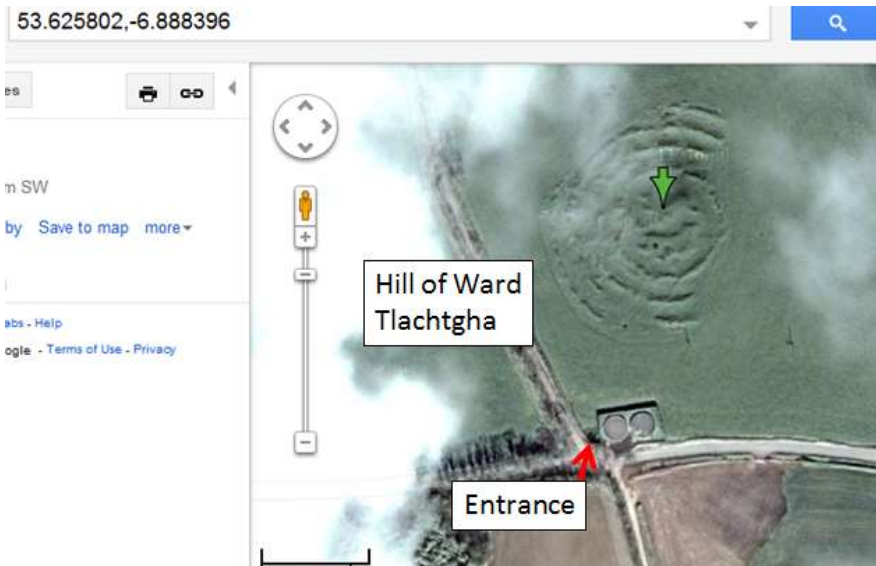 53.625802,-6.888396
es
m SW
by Save to map more
Hill of Ward
Tlachtgha
abs - Help
ogle - Terms of Use - Privacy
Entrance